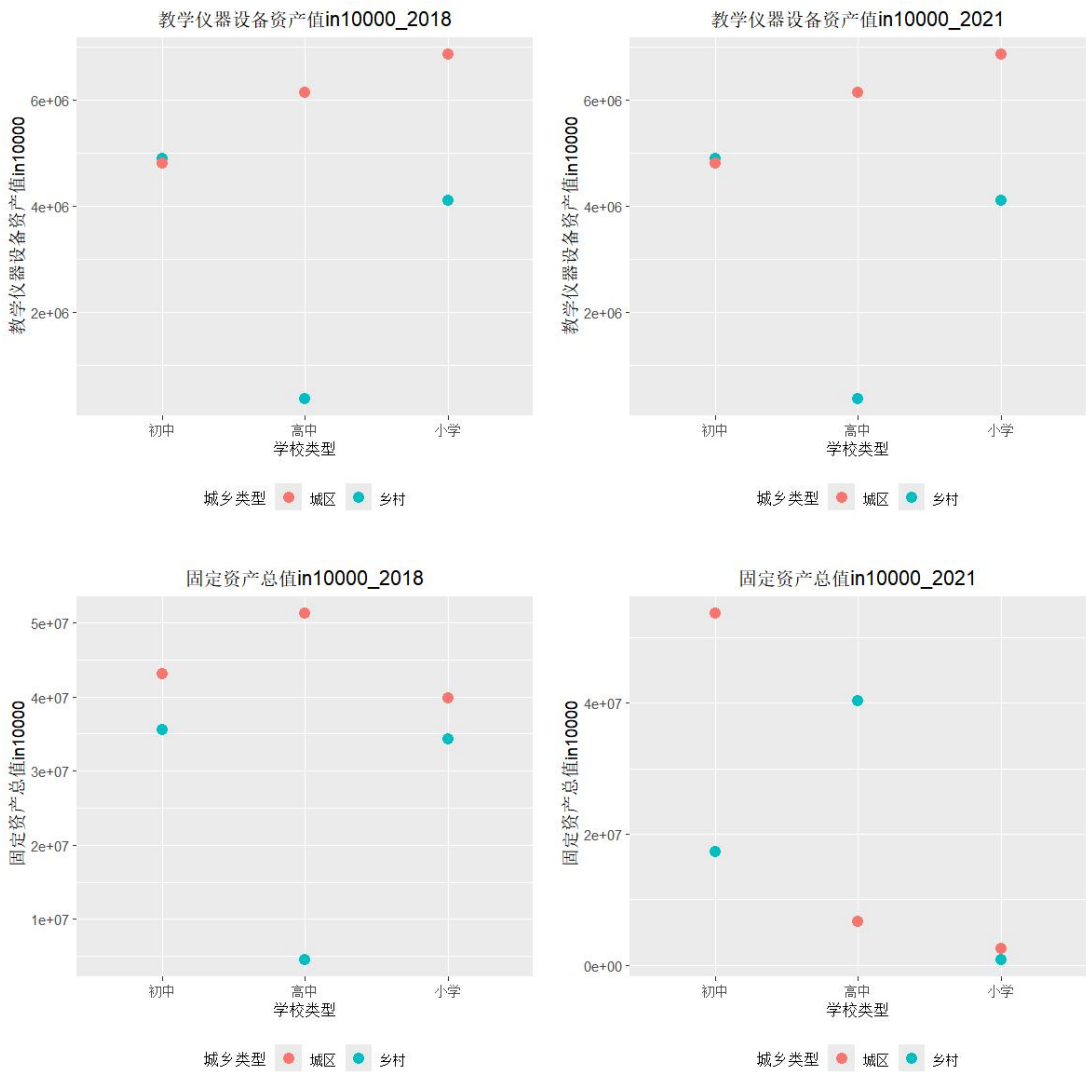 教学仪器设备资产值in10000_2018
教学仪器设备资产值in10000
6e+06
4e+06
2e+06
初中 高中 小学
学校类型
城乡类型 城区 乡村
教学仪器设备资产值in10000_2021
教学仪器设备资产值in10000
6e+06
4e+06
2e+06
初中 高中 小学
学校类型
城乡类型 城区 乡村
固定资产总值in10000_2018
固定资产总值in10000
5e+07
4e+07
3e+07
2e+07
1e+07
初中 高中 小学
学校类型
城乡类型 城区 乡村
固定资产总值in10000_2021
固定资产总值in10000
4e+07
2e+07
0e+00
初中 高中 小学
学校类型
城乡类型 城区 乡村